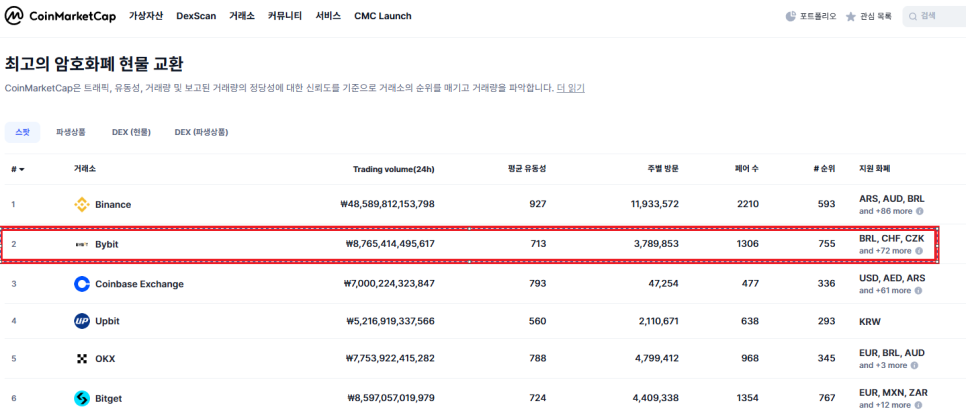 CoinMarketCap 가상자산 DexScan 거래소 커뮤니티 서비스 CMC Launch 포트폴리오 관심 목록 검색
최고의 암호화폐 현물 교환
CoinMarketCap은 트래픽, 유동성, 거래량 및 보고된 거래량의 정당성에 대한 신뢰도를 기준으로 거래소의 순위를 매기고 거래량을 파악합니다. 더 읽기
스팟 파생상품 DEX (현물) DEX (파생상품)
# 거래소 Trading volume(24h) 평균 유동성 주별 방문 페어 수 # 순위 지원 화폐
1 Binance ₩48,589,812,153,798 927 11,933,572 2210 593 ARS, AUD, BRL
and +86 more
2 Bybit ₩8,765,414,495,617 713 3,789,853 1306 755 BRL, CHF, CZK
and +72 more
3 Coinbase Exchange ₩7,000,224,323,847 793 47,254 477 336 USD, AED, ARS
and +61 more
4 UP Upbit ₩5,216,919,337,566 560 2,110,671 638 293 KRW
5 OKX ₩7,753,922,415,282 788 4,799,412 968 345 EUR, BRL, AUD
and +3 more
6 Bitget ₩8,597,057,019,979 724 4,409,338 1354 767 EUR, MXN, ZAR
and +12 more